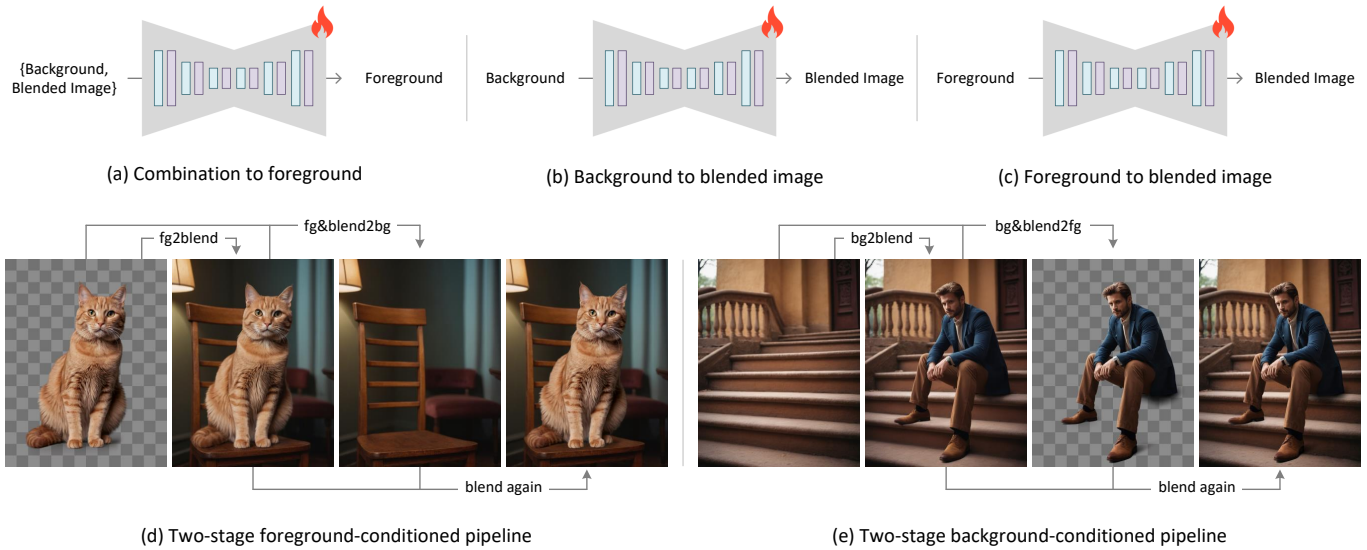 {Background,
Blended Image}
Foreground
Background
Blended Image
Foreground
Blended Image
(a) Combination to foreground
(b) Background to blended image
(c) Foreground to blended image
fg&blend2bg
fg2blend
bg&blend2fg
bg2blend
blend again
blend again
(d) Two-stage foreground-conditioned pipeline
(e) Two-stage background-conditioned pipeline